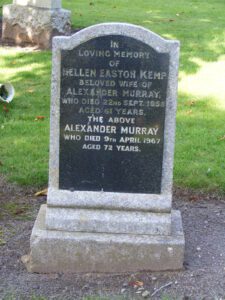 IN
LOVING MEMORY OF
HELLEN EASTON KEMP
BELOVED WIFE OF
ALEXANDER MURRAY,
WHO DIED 22ND SEPT. 1958
AGED 61 YEARS.
THE ABOVE
ALEXANDER MURRAY
WHO DIED 9TH APRIL 1967
AGED 72 YEARS.